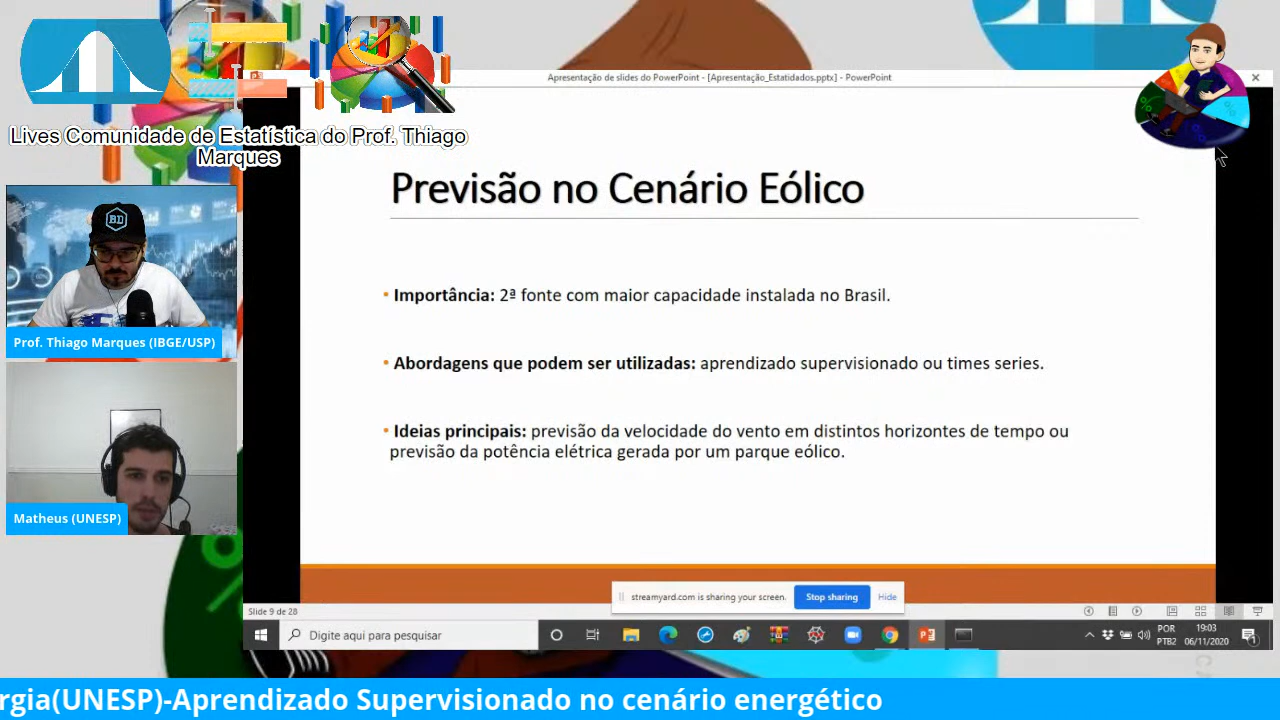 Apresentação de slides do PowerPoint - [Apresentação_Estatidados.pptx] - PowerPoint
Lives Comunidade de Estatística do Prof. Thiago
Marques
Previsão no Cenário Eólico
BD
• Importância: 2ª fonte com maior capacidade instalada no Brasil.
Prof. Thiago Marques (IBGE/USP)
• Abordagens que podem ser utilizadas: aprendizado supervisionado ou times series.
• Ideias principais: previsão da velocidade do vento em distintos horizontes de tempo ou
previsão da potência elétrica gerada por um parque eólico.
Matheus (UNESP)
streamyard.com is sharing your screen.
Stop sharing
Hide
Slide 9 de 28
Digite aqui para pesquisar
POR
PTB2
19:03
06/11/2020
rgia(UNESP)-Aprendizado Supervisionado no cenário energético